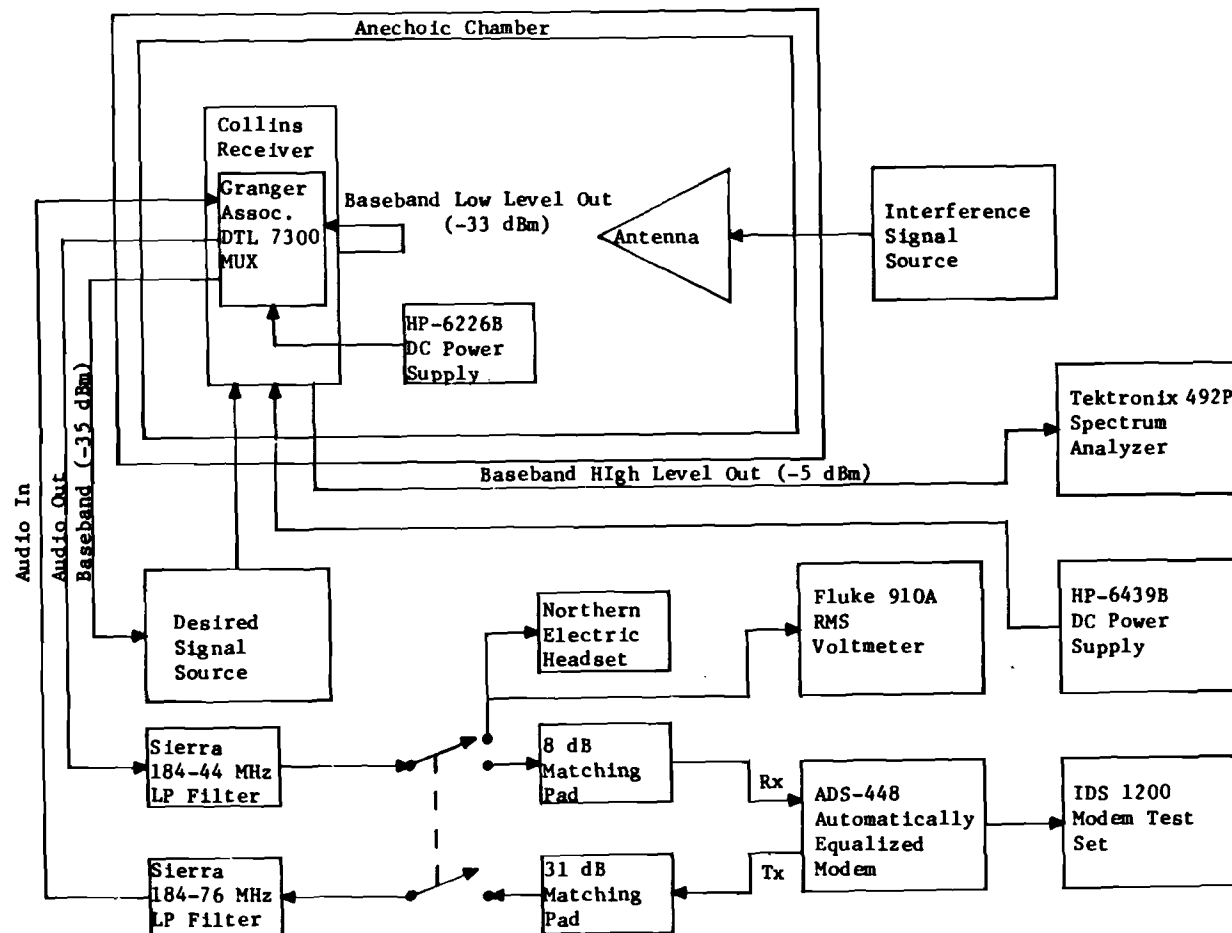 Anechoic Chamber
Collins
Receiver
Granger
Assoc.
DTL 7300
MUX
Baseband Low Level Out
(-33 dBm)
Antenna
Interference
Signal
Source
HP-6226B
DC Power
Supply
Tektronix 492P
Spectrum
Analyzer
Baseband HIgh Level Out (-5 dBm)
Audio In
Audio Out
Baseband (-35 dBm)
Desired
Signal
Source
Northern
Electric
Headset
Fluke 910A
RMS
Voltmeter
HP-6439B
DC Power
Supply
Sierra
184-44 MHz
LP Filter
8 dB
Matching
Pad
Rx
ADS-448
Automatically
Equalized
Modem
IDS 1200
Modem Test
Set
Tx
Sierra
184-76 MHz
LP Filter
31 dB
Matching
Pad